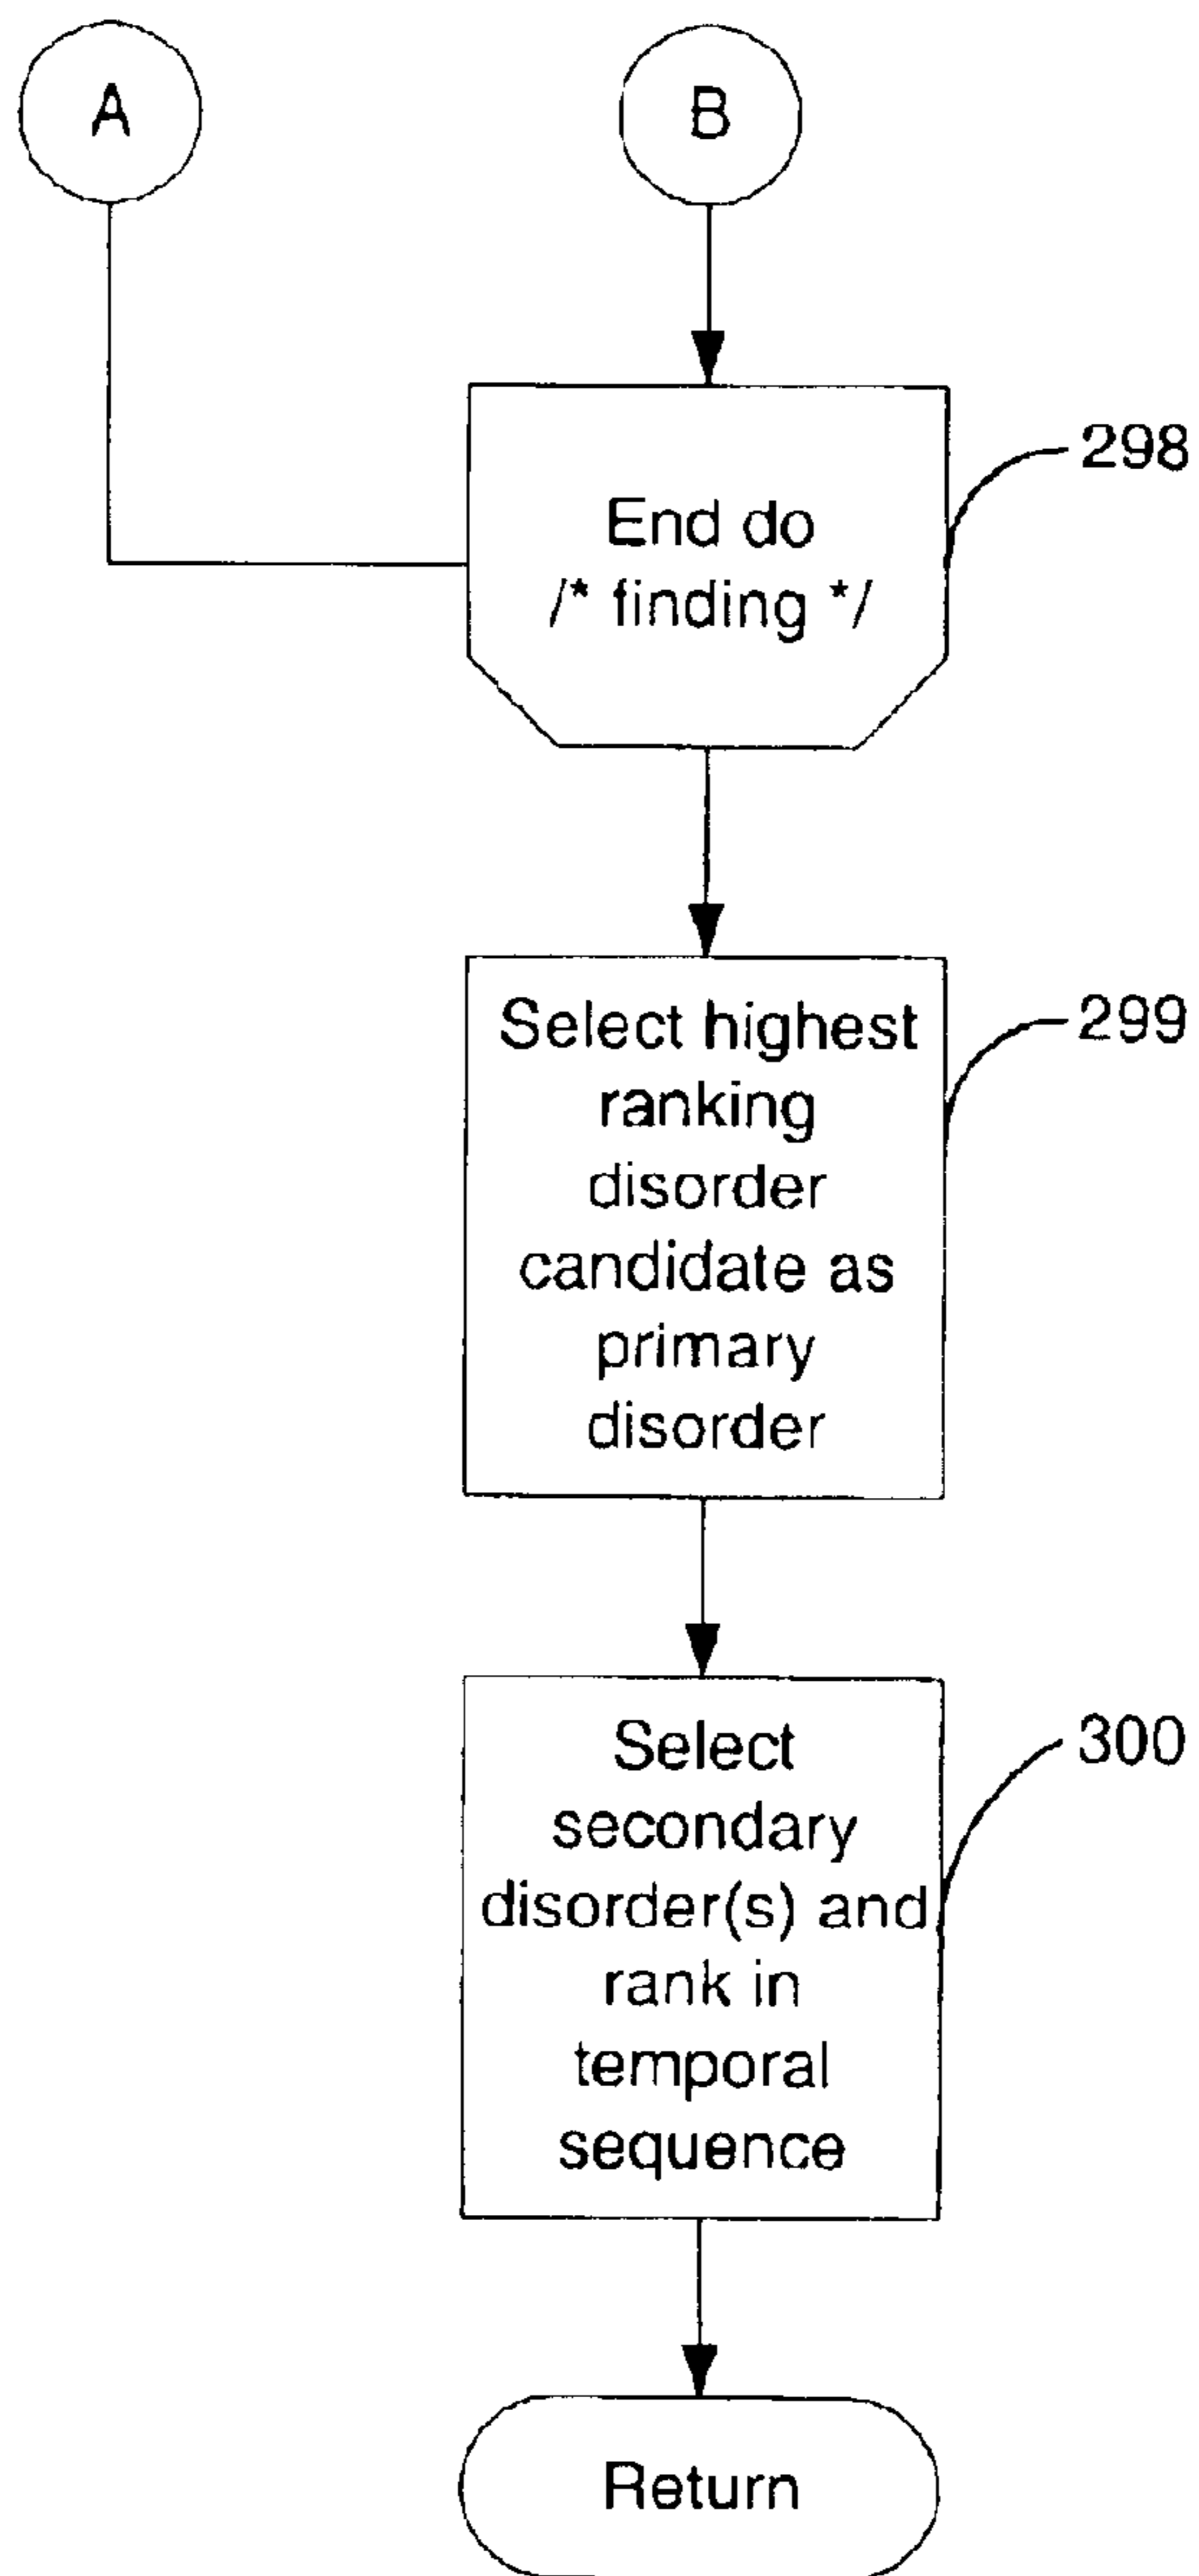 A
B
End do
/* finding */
298
Select highest
ranking
disorder
candidate as
primary
disorder
299
Select
secondary
disorder(s) and
rank in
temporal
sequence
300
Return